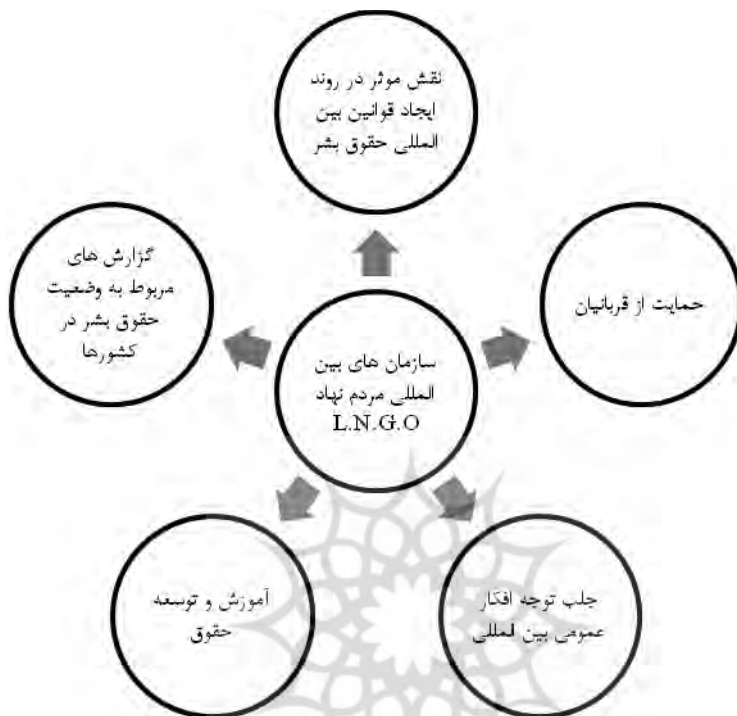 نقش موثر در روند
ایجاد قوانین بین
المللی حقوق بشر
حمایت از قربانیان
گزارش های
مربوط به وضعیت
حقوق بشر در
کشورها
سازمان های بین
المللی مردم نهاد
L.N.G.O
جلب توجه افکار
عمومی بین المللی
آموزش و توسعه
حقوق